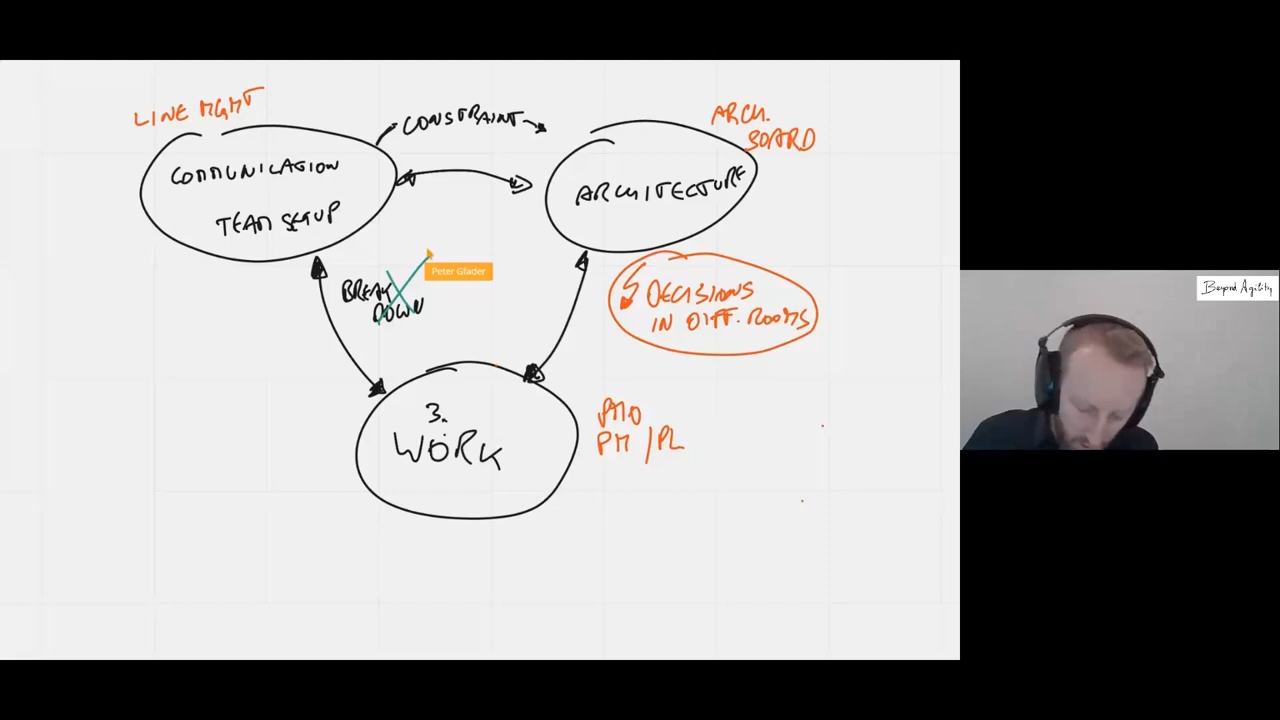 LINE MGMT
CONSTRAINT
ARCH.
BOARD
COMMUNICATION
TEAM SETUP
ARCHITECTURE
Peter Gfader
BREAK
DOWN
DECISIONS
IN DIFF. ROOMS
Beyond Agility
3.
WORK
PMO
PM / PL